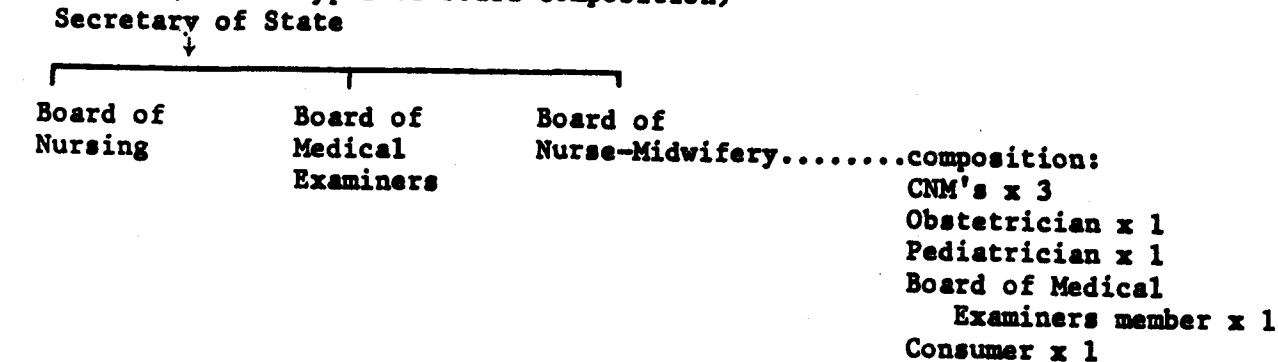 Secretary of State
Board of
Nursing
Board of
Medical
Examiners
Board of
Nurse-Midwifery........composition:
CNM's x 3
Obstetrician x 1
Pediatrician x 1
Board of Medical
Examiners member x 1
Consumer x 1